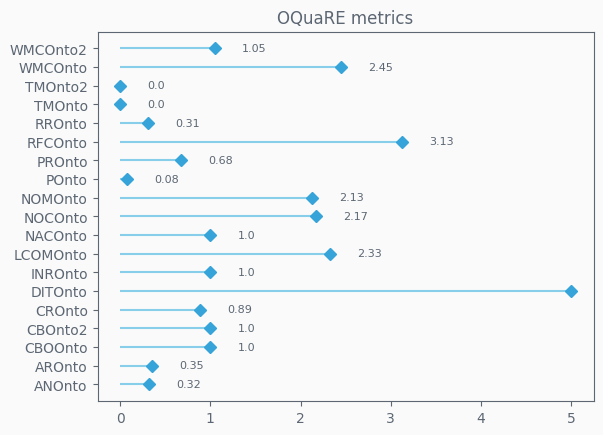 OQuaRE metrics
WMCOnto2 1.05
WMCOnto 2.45
TMOnto2 0.0
TMOnto 0.0
RROnto 0.31
RFCOnto 3.13
PROnto 0.68
POnto 0.08
NOMOnto 2.13
NOCOnto 2.17
NACOnto 1.0
LCOMOnto 2.33
INROnto 1.0
DITOnto
CROnto 0.89
CBOnto2 1.0
CBOOnto 1.0
AROnto 0.35
ANOnto 0.32
0 1 2 3 4 5